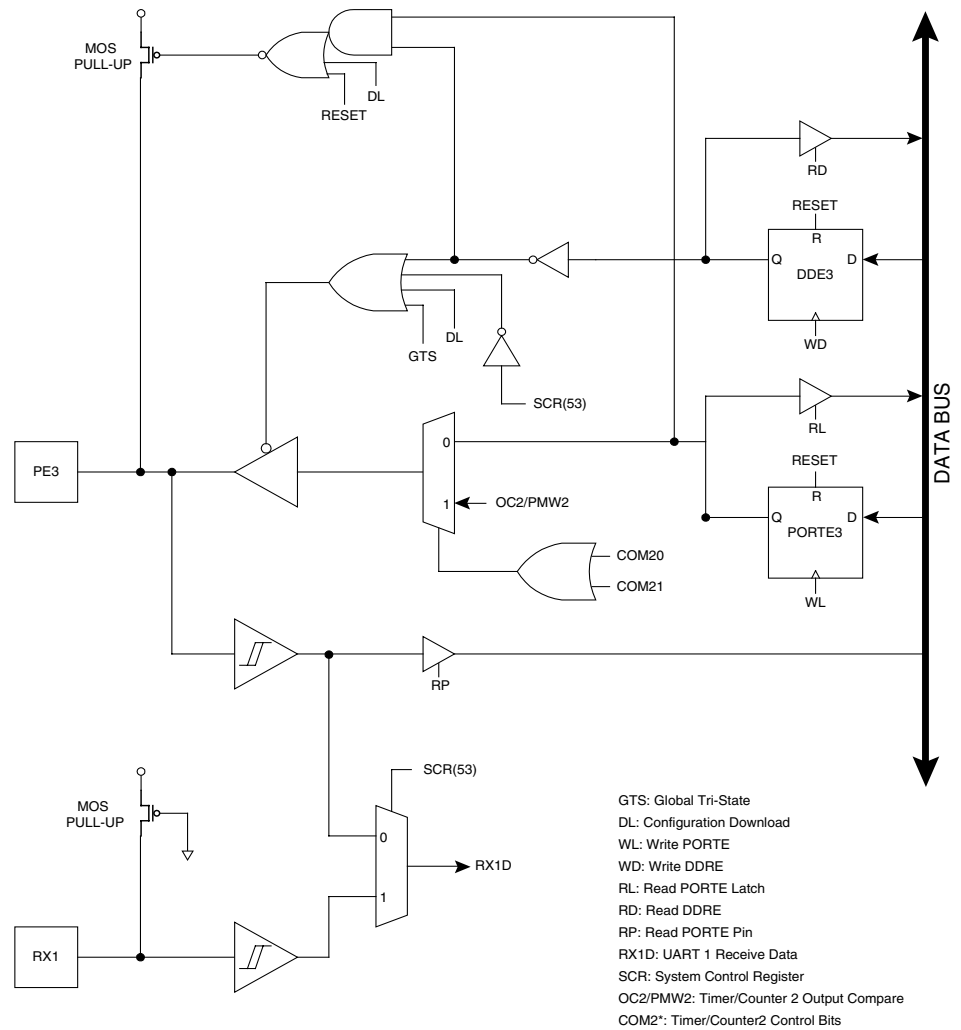 MOS
PULL-UP
DL
RESET
RD
RESET
R
Q
D
DDE3
WD
DL
GTS
SCR(53)
RL
DATA BUS
0
PE3
RESET
R
1
OC2/PMW2
Q
D
PORTE3
COM20
COM21
WL
RP
SCR(53)
MOS
PULL-UP
0
RX1D
1
RX1
GTS: Global Tri-State
DL: Configuration Download
WL: Write PORTE
WD: Write DDRE
RL: Read PORTE Latch
RD: Read DDRE
RP: Read PORTE Pin
RX1D: UART 1 Receive Data
SCR: System Control Register
OC2/PMW2: Timer/Counter 2 Output Compare
COM2*: Timer/Counter2 Control Bits